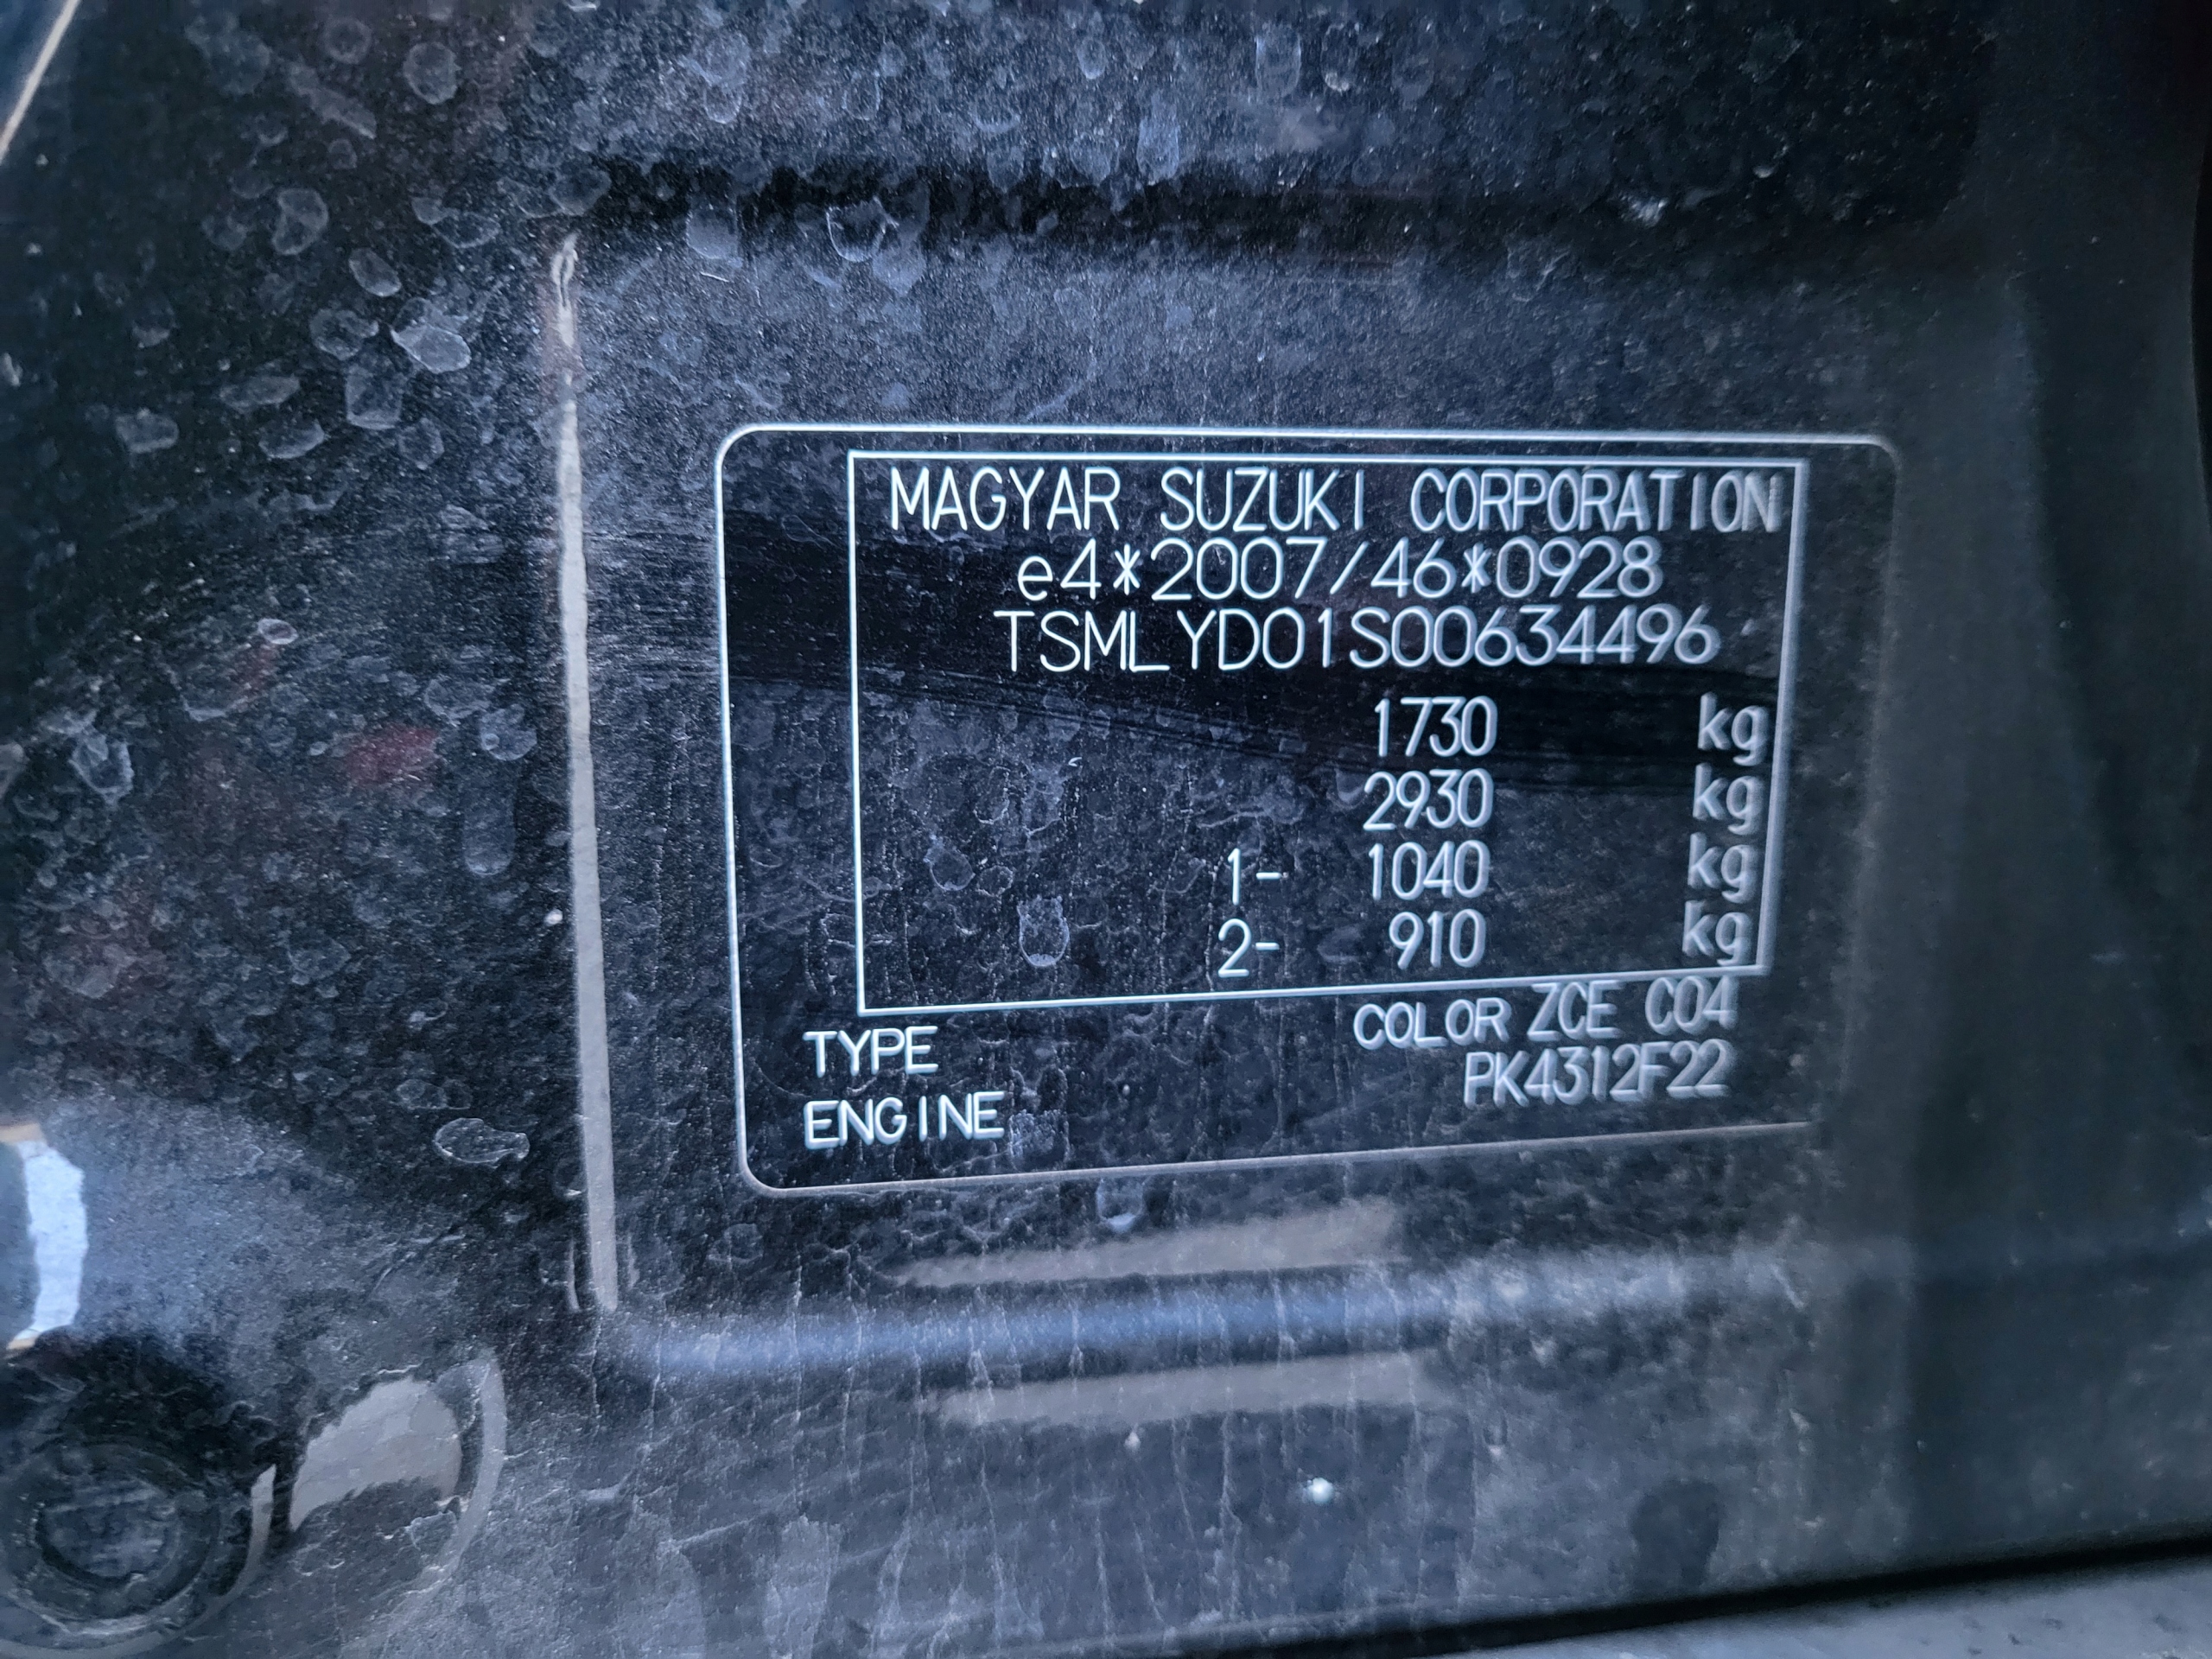 MAGYAR SUZUKI CORPORATION
e4*2007/46*0928
TSMLYD01S00634496
1730 kg
2930 kg
1- 1040 kg
2- 910 kg
TYPE COLOR ZCE C04
ENGINE PK4312F22